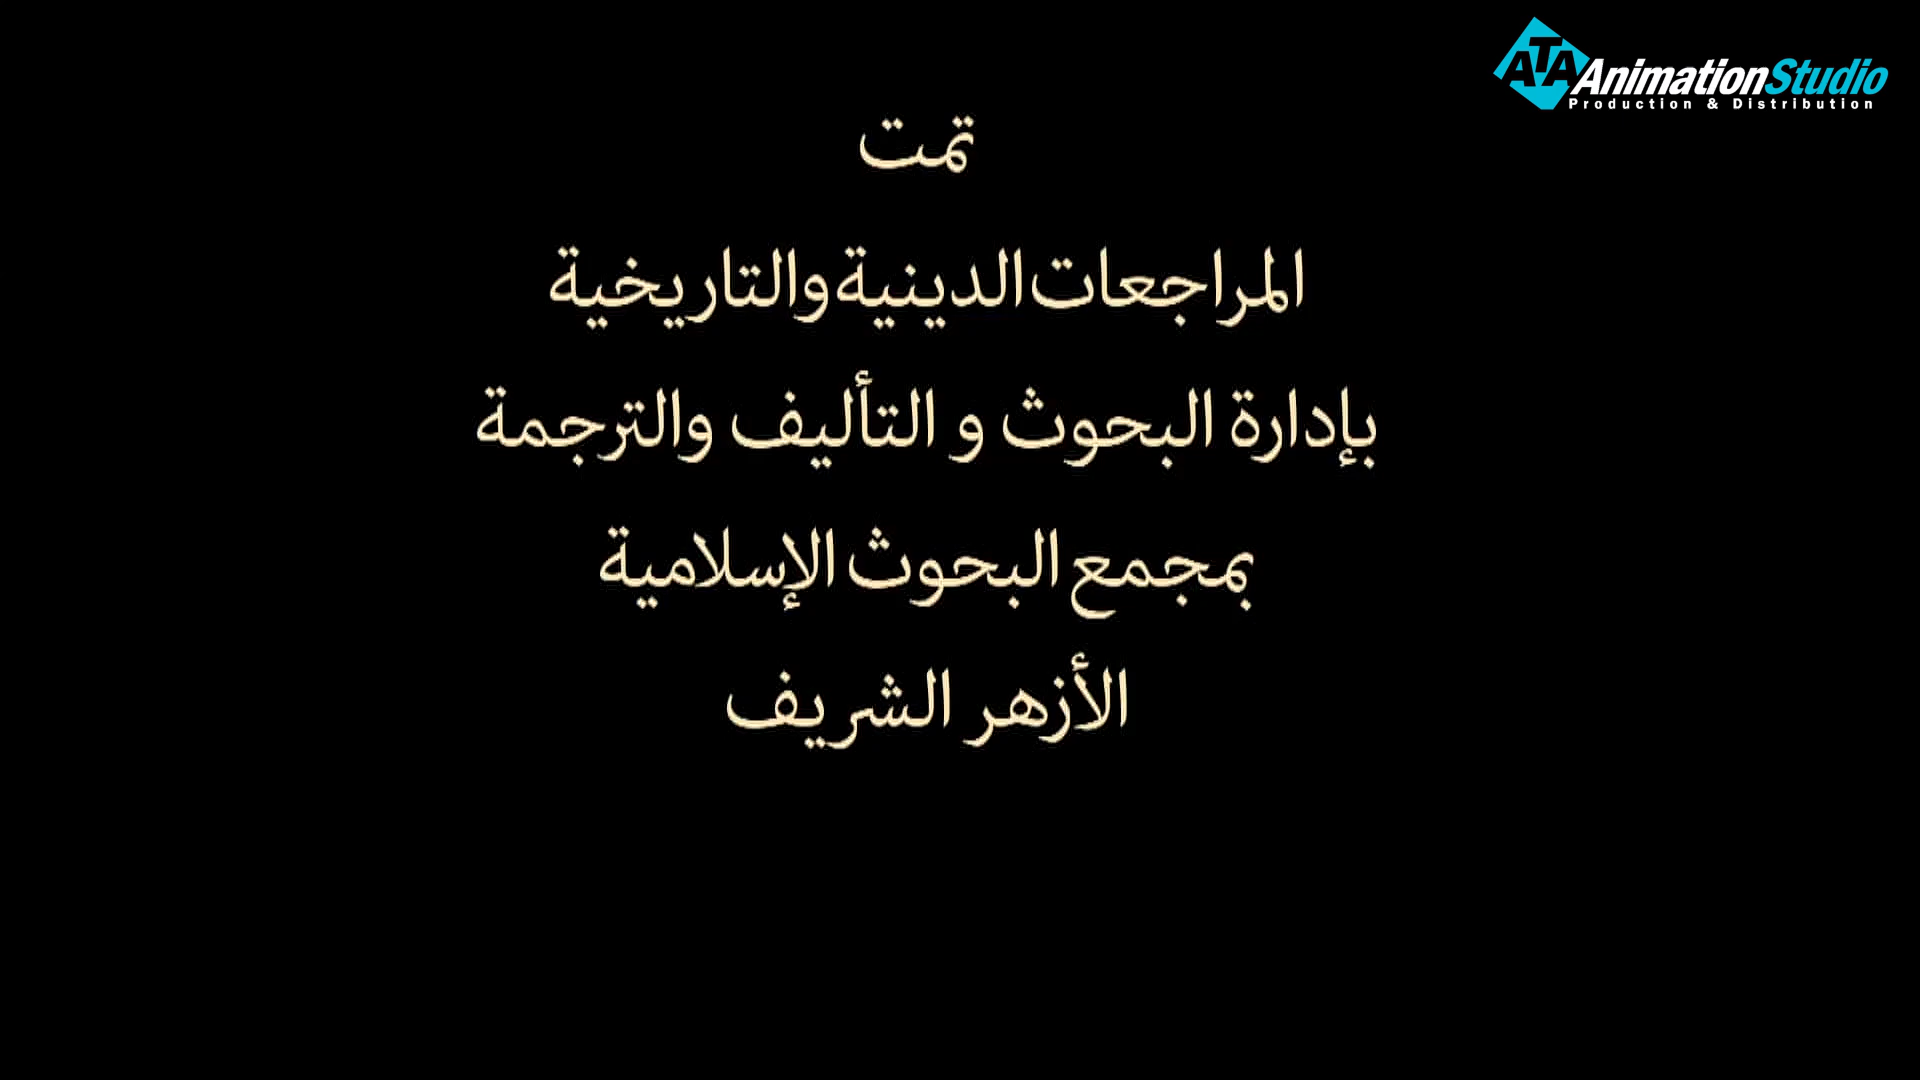 ATA AnimationStudio
Production & Distribution
تمت
المراجعات الدينية والتاريخية
بإدارة البحوث و التأليف والترجمة
بمجمع البحوث الإسلامية
الأزهر الشريف